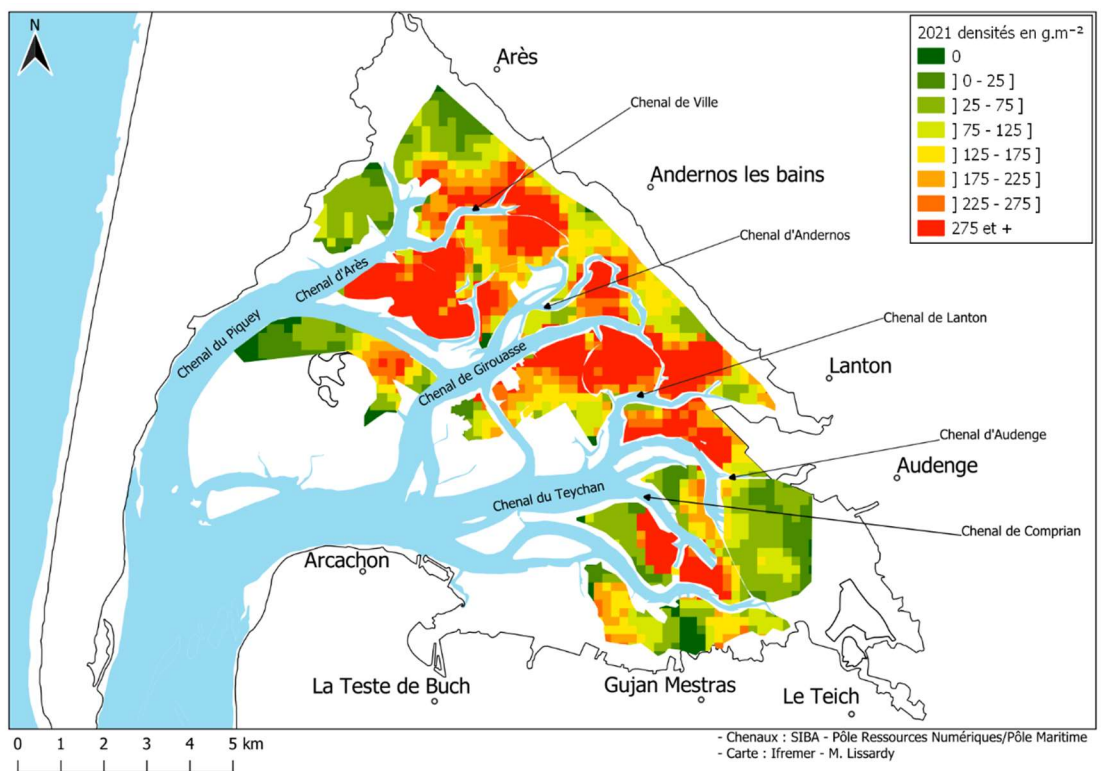 N
2021 densités en g.m-²
0
] 0 - 25 ]
] 25 - 75 ]
] 75 - 125 ]
] 125 - 175 ]
] 175 - 225 ]
] 225 - 275 ]
275 et +
Arès
Chenal de Ville
Andernos les bains
Chenal d'Andernos
Chenal d'Arès
Chenal du Piquey
Chenal de Lanton
Chenal de Girouasse
Lanton
Chenal d'Audenge
Audenge
Chenal du Teychan
Chenal de Comprian
Arcachon
La Teste de Buch
Gujan Mestras
Le Teich
0 1 2 3 4 5 km
- Chenaux : SIBA - Pôle Ressources Numériques/Pôle Maritime
- Carte : Ifremer - M. Lissardy